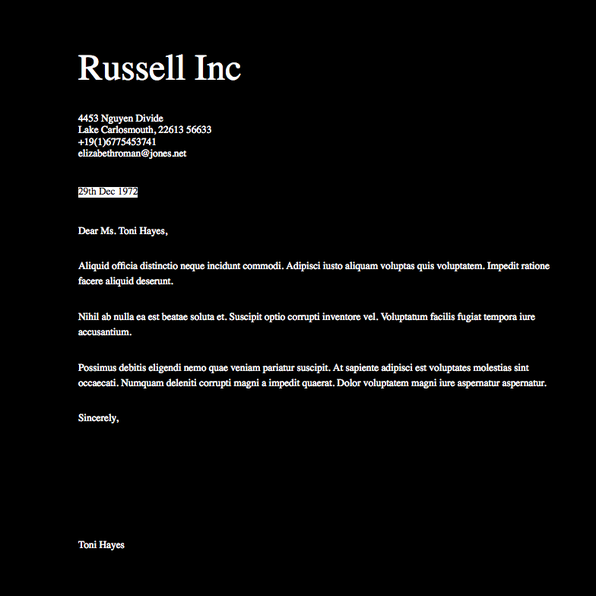 Russell Inc
4453 Nguyen Divide
Lake Carlosmouth, 22613 56633
+19(1)6775453741
elizabethroman@jones.net
29th Dec 1972
Dear Ms. Toni Hayes,
Aliquid officia distinctio neque incidunt commodi. Adipisci iusto aliquam voluptas quis voluptatem. Impedit ratione
facere aliquid deserunt.
Nihil ab nulla ea est beatae soluta et. Suscipit optio corrupti inventore vel. Voluptatum facilis fugiat tempora iure
accusantium.
Possimus debitis eligendi nemo quae veniam pariatur suscipit. At sapiente adipisci est voluptates molestias sint
occaecati. Numquam deleniti corrupti magni a impedit quaerat. Dolor voluptatem magni iure aspernatur aspernatur.
Sincerely,
Toni Hayes